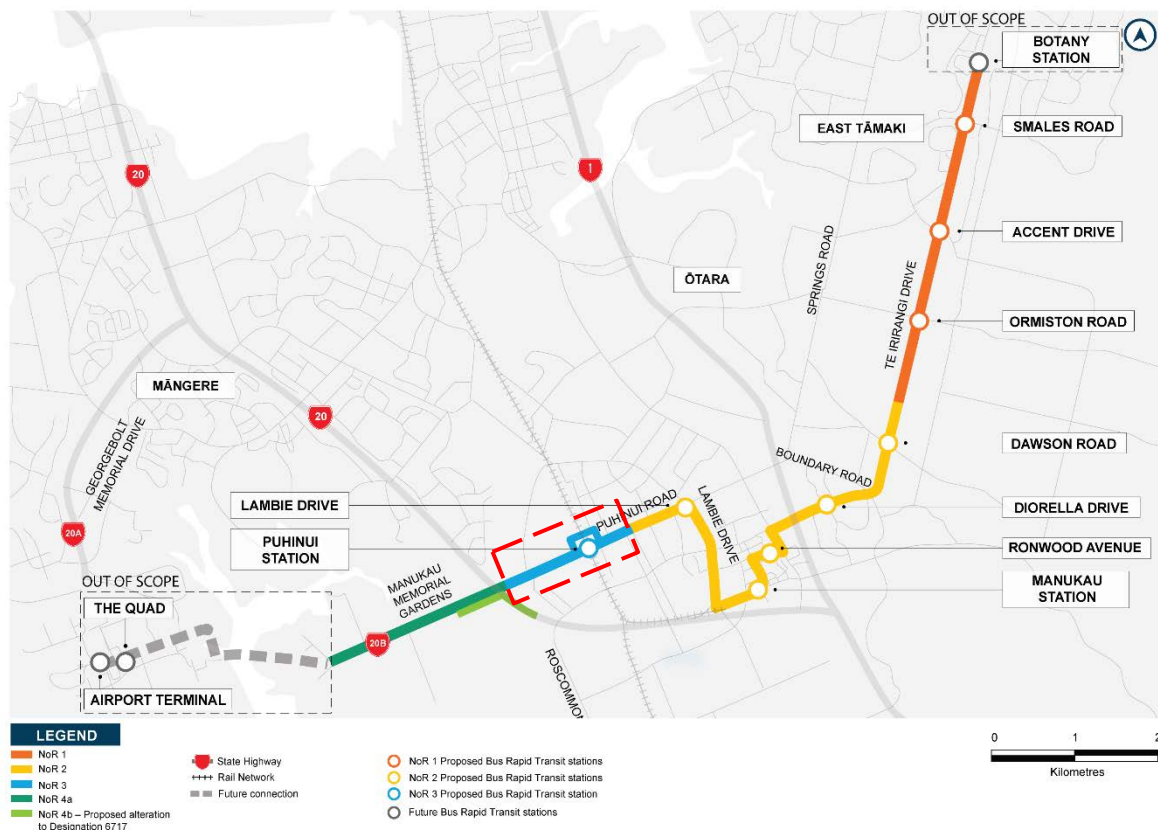 OUT OF SCOPE
BOTANY
STATION
EAST TĀMAKI
SMALES ROAD
20
1
SPRINGS ROAD
ACCENT DRIVE
ŌTARA
TE IRIRANGI DRIVE
ORMISTON ROAD
MĀNGERE
20
GEORGEBOLT
MEMORIAL DRIVE
DAWSON ROAD
BOUNDARY ROAD
LAMBIE DRIVE
PUHINUI ROAD
LAMBIE DRIVE
DIORELLA DRIVE
PUHINUI
STATION
20A
RONWOOD AVENUE
OUT OF SCOPE
MANUKAU
MEMORIAL
GARDENS
MANUKAU
STATION
THE QUAD
20B
AIRPORT TERMINAL
ROSCOMMON
LEGEND
NoR 1
NoR 2
NoR 3
NoR 4a
NoR 4b – Proposed alteration
to Designation 6717
State Highway
Rail Network
Future connection
NoR 1 Proposed Bus Rapid Transit stations
NoR 2 Proposed Bus Rapid Transit stations
NoR 3 Proposed Bus Rapid Transit station
Future Bus Rapid Transit stations
0 1 2
Kilometres